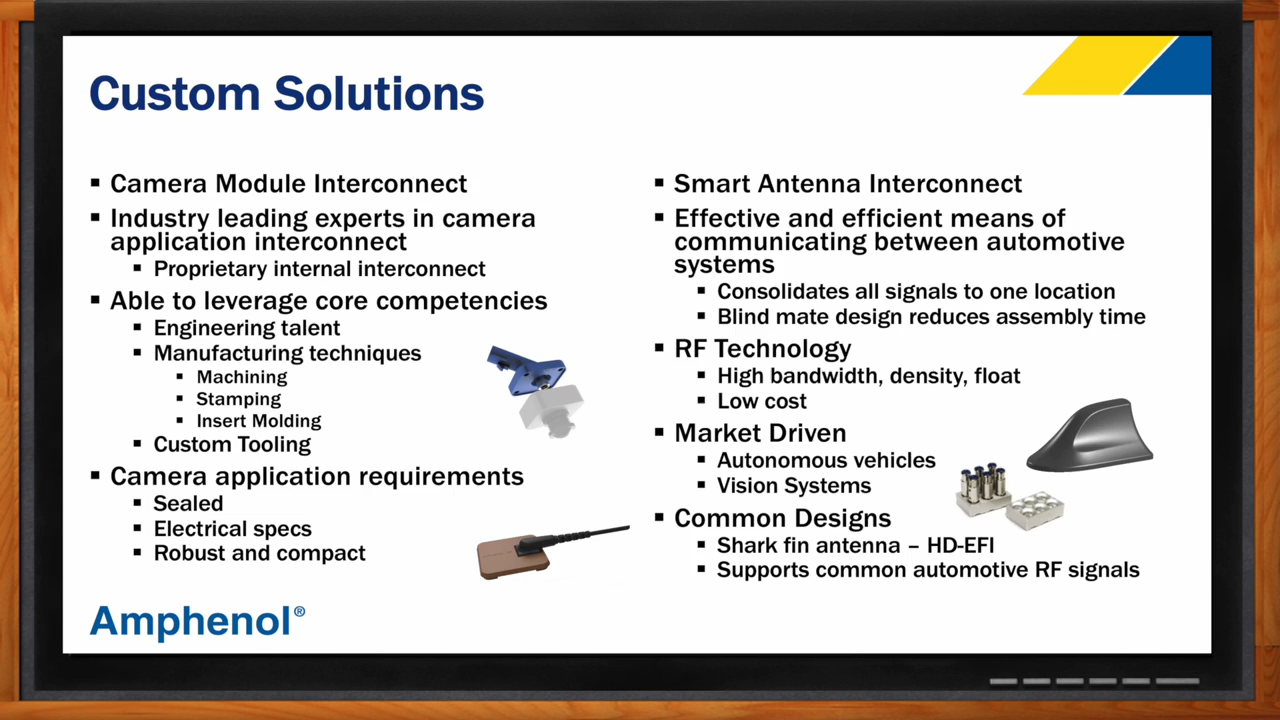 Custom Solutions
▪ Camera Module Interconnect
▪ Industry leading experts in camera
application interconnect
▪ Proprietary internal interconnect
▪ Able to leverage core competencies
▪ Engineering talent
▪ Manufacturing techniques
▪ Machining
▪ Stamping
▪ Insert Molding
▪ Custom Tooling
▪ Camera application requirements
▪ Sealed
▪ Electrical specs
▪ Robust and compact
▪ Smart Antenna Interconnect
▪ Effective and efficient means of
communicating between automotive
systems
▪ Consolidates all signals to one location
▪ Blind mate design reduces assembly time
▪ RF Technology
▪ High bandwidth, density, float
▪ Low cost
▪ Market Driven
▪ Autonomous vehicles
▪ Vision Systems
▪ Common Designs
▪ Shark fin antenna – HD-EFI
▪ Supports common automotive RF signals
Amphenol®